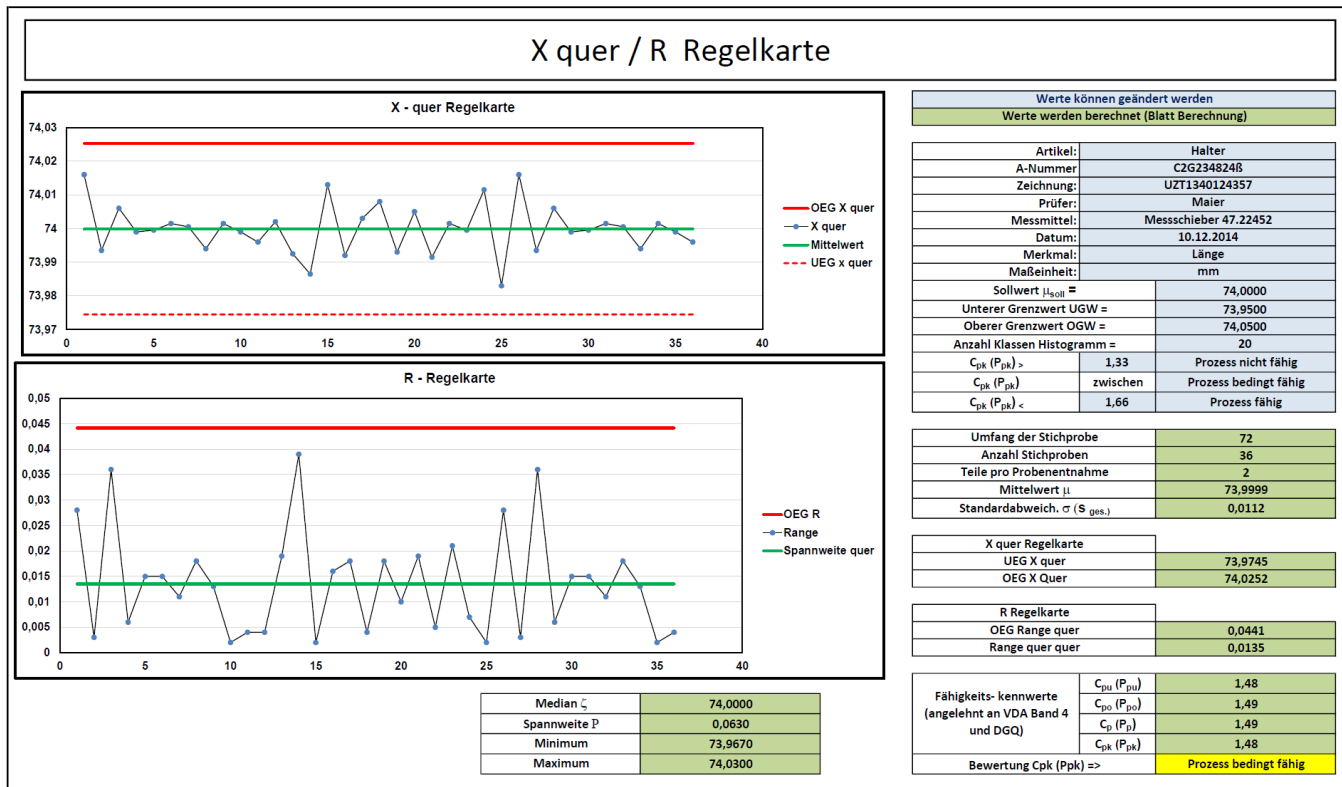 X quer / R Regelkarte
X - quer Regelkarte
74,03
74,02
74,01
74
73,99
73,98
73,97
0 5 10 15 20 25 30 35 40
OEG X quer
X quer
Mittelwert
UEG x quer
R - Regelkarte
0,05
0,045
0,04
0,035
0,03
0,025
0,02
0,015
0,01
0,005
0
0 5 10 15 20 25 30 35 40
OEG R
Range
Spannweite quer
Median ζ 74,0000
Spannweite P 0,0630
Minimum 73,9670
Maximum 74,0300
Werte können geändert werden
Werte werden berechnet (Blatt Berechnung)
Artikel: Halter
A-Nummer C2G234824ß
Zeichnung: UZT1340124357
Prüfer: Maier
Messmittel: Messschieber 47.22452
Datum: 10.12.2014
Merkmal: Länge
Maßeinheit: mm
Sollwert μsoll = 74,0000
Unterer Grenzwert UGW = 73,9500
Oberer Grenzwert OGW = 74,0500
Anzahl Klassen Histogramm = 20
Cpk (Ppk) > 1,33 Prozess nicht fähig
Cpk (Ppk) zwischen Prozess bedingt fähig
Cpk (Ppk) < 1,66 Prozess fähig
Umfang der Stichprobe 72
Anzahl Stichproben 36
Teile pro Probenentnahme 2
Mittelwert μ 73,9999
Standardabweich. σ (s ges.) 0,0112
X quer Regelkarte
UEG X quer 73,9745
OEG X Quer 74,0252
R Regelkarte
OEG Range quer 0,0441
Range quer quer 0,0135
Fähigkeits- kennwerte
(angelehnt an VDA Band 4
und DGQ)
Cpu (Ppu) 1,48
Cpo (Ppo) 1,49
Cp (Pp) 1,49
Cpk (Ppk) 1,48
Bewertung Cpk (Ppk) => Prozess bedingt fähig